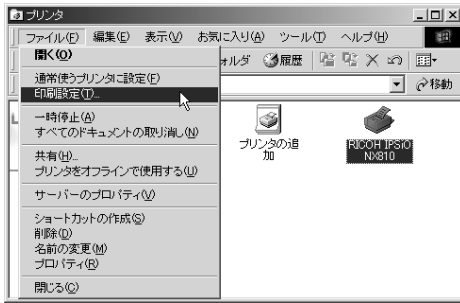 プリンタ
ファイル(F) 編集(E) 表示(V) お気に入り(A) ツール(T) ヘルプ(H)
開く(O)
通常使うプリンタに設定(F)
印刷設定(T)...
一時停止(A)
すべてのドキュメントの取り消し(N)
共有(H)...
プリンタをオフラインで使用する(U)
サーバーのプロパティ(V)
ショートカットの作成(S)
削除(D)
名前の変更(M)
プロパティ(R)
閉じる(C)
ォルダ 履歴
移動
プリンタの追
加
RICOH IPSiO
NX810